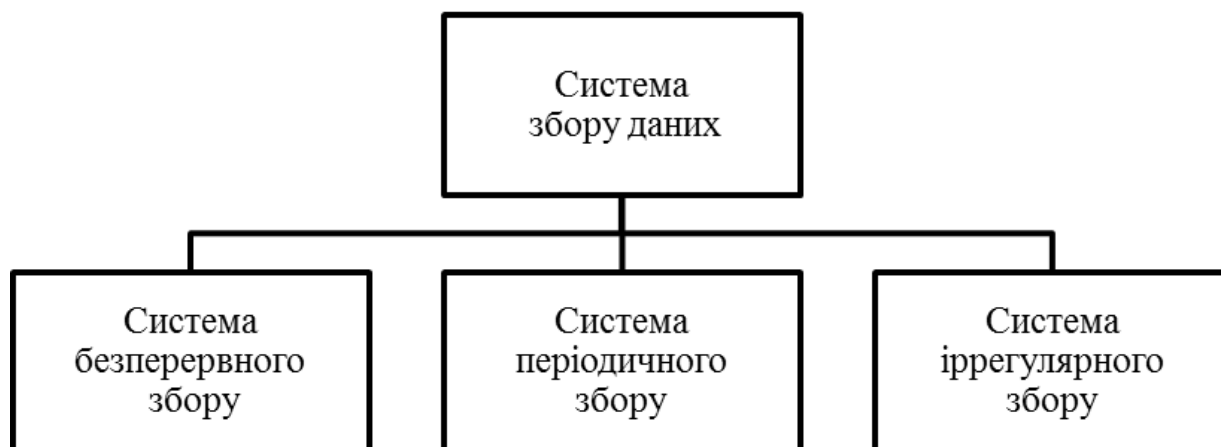 Система
збору даних
Система
безперервного
збору
Система
періодичного
збору
Система
іррегулярного
збору